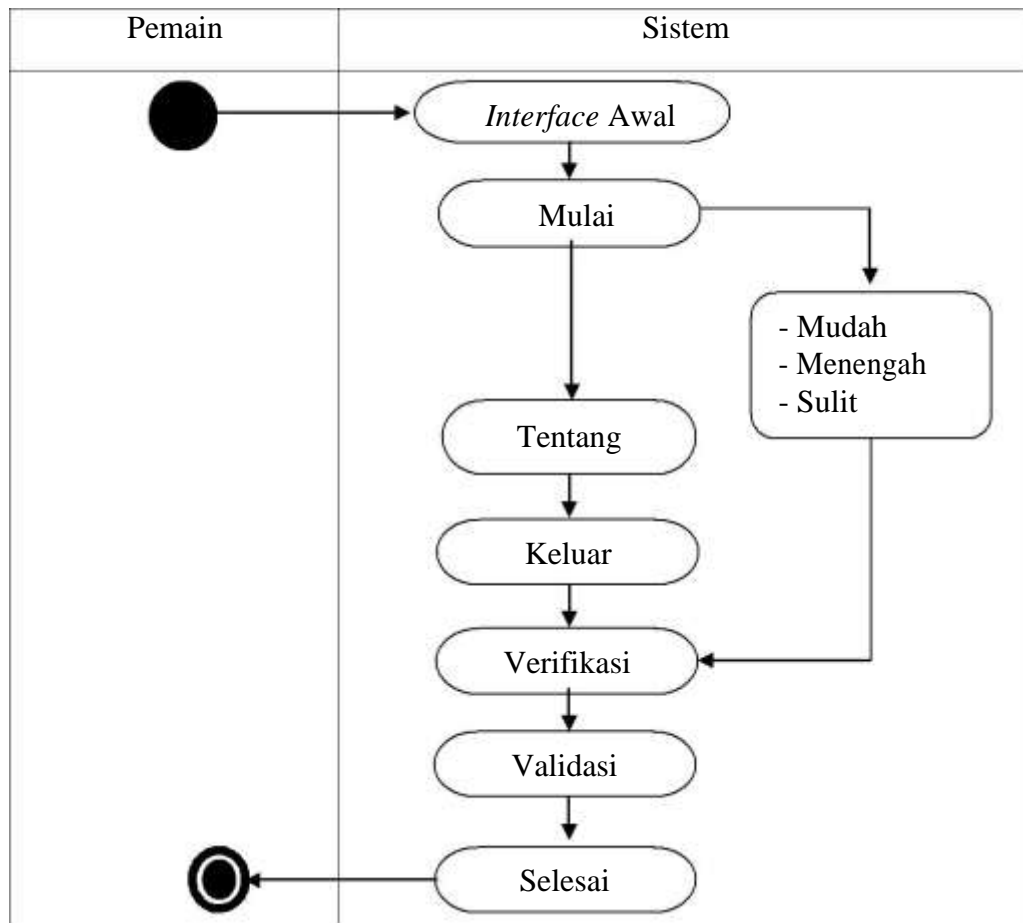 Pemain
Sistem
Interface Awal
Mulai
- Mudah
- Menengah
- Sulit
Tentang
Keluar
Verifikasi
Validasi
Selesai